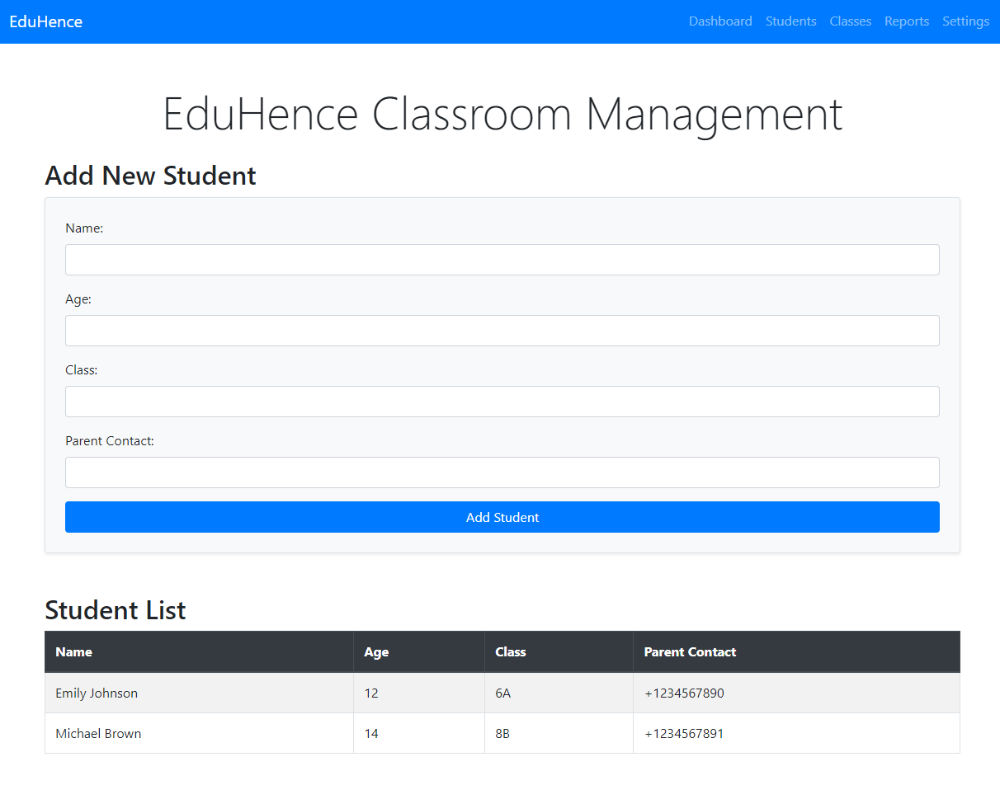 EduHence Dashboard Students Classes Reports Settings
EduHence Classroom Management
Add New Student
Name:
Age:
Class:
Parent Contact:
Add Student
Student List
Name Age Class Parent Contact
Emily Johnson 12 6A +1234567890
Michael Brown 14 8B +1234567891